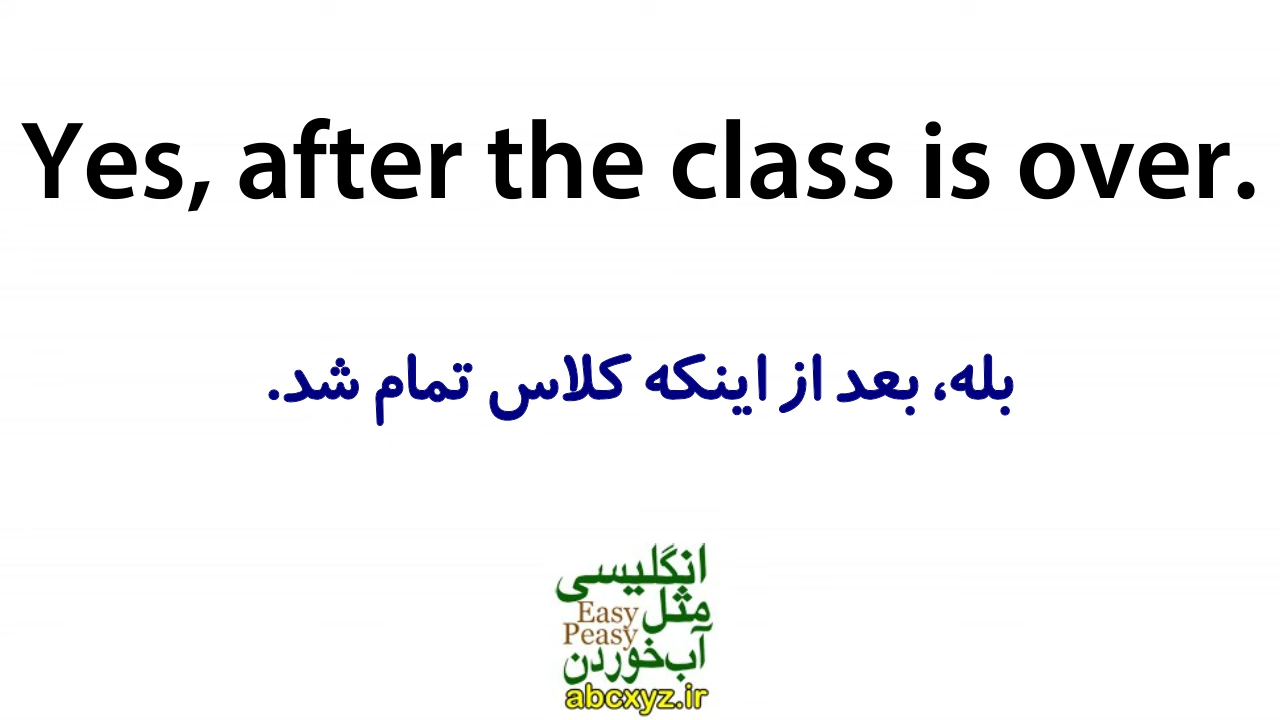 Yes, after the class is over.
بله، بعد از اینکه کلاس تمام شد.
انگلیسی
مثل
Easy
Peasy
آب‌خوردن
abcxyz.ir